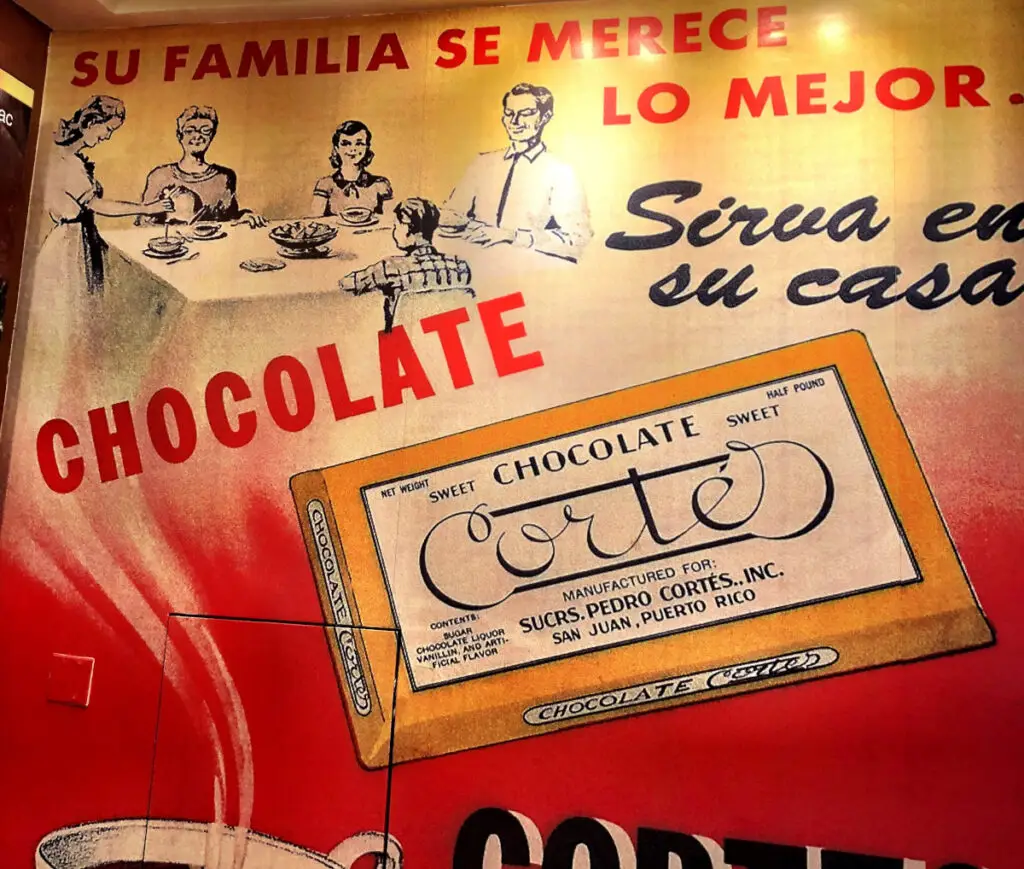 SU FAMILIA SE MERECE
LO MEJOR.
ac
Sirva en
su casa
CHOCOLATE
NET WEIGHT
HALF POUND
SWEET CHOCOLATE SWEET
Cortés
MANUFACTURED FOR:
SUCRS. PEDRO CORTÉS., INC.
SAN JUAN, PUERTO RICO
CONTENTS:
SUGAR
CHOCOLATE LIQUOR
VANILLIN, AND ARTI-
FICIAL FLAVOR
CHOCOLATE Cortés
CHOCOLATE Cortés